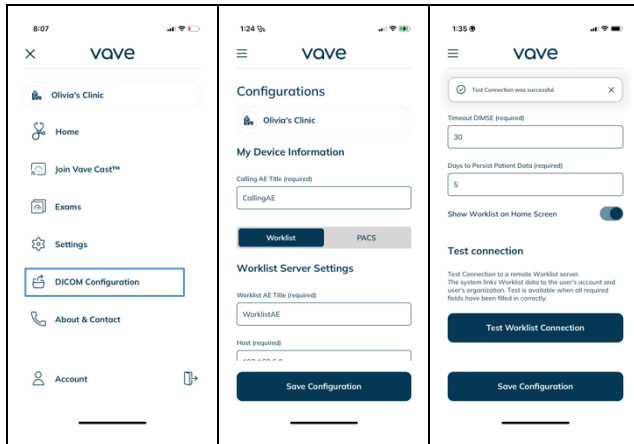 8:07
vave
Olivia's Clinic
Home
Join Vave Cast™
Exams
Settings
DICOM Configuration
About & Contact
Account
1:24
vave
Configurations
Olivia's Clinic
My Device Information
Calling AE Title (required)
CallingAE
Worklist PACS
Worklist Server Settings
Worklist AE Title (required)
WorklistAE
Host (required)
Save Configuration
1:35
vave
Test Connection was successful.
Timeout DIMSE (required)
30
Days to Persist Patient Data (required)
5
Show Worklist on Home Screen
Test connection
Test Connection to a remote Worklist server.
The system links Worklist data to the user's account and
user's organization. Test is available when all required
fields have been filled in correctly.
Test Worklist Connection
Save Configuration